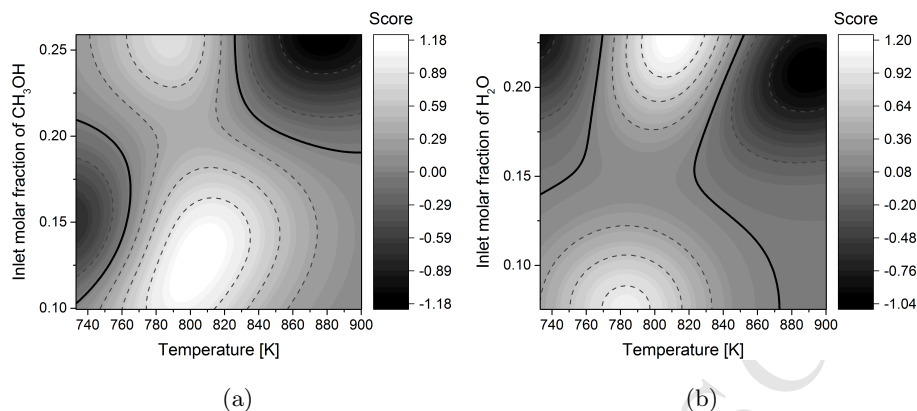 Score
Score
0.25
0.20
0.15
0.10
Inlet molar fraction of CH₃OH
740 760 780 800 820 840 860 880 900
Temperature [K]
1.18
0.89
0.59
0.29
0.00
-0.29
-0.59
-0.89
-1.18
(a)
0.20
0.15
0.10
Inlet molar fraction of H₂O
740 760 780 800 820 840 860 880 900
Temperature [K]
1.20
0.92
0.64
0.36
0.08
-0.20
-0.48
-0.76
-1.04
(b)